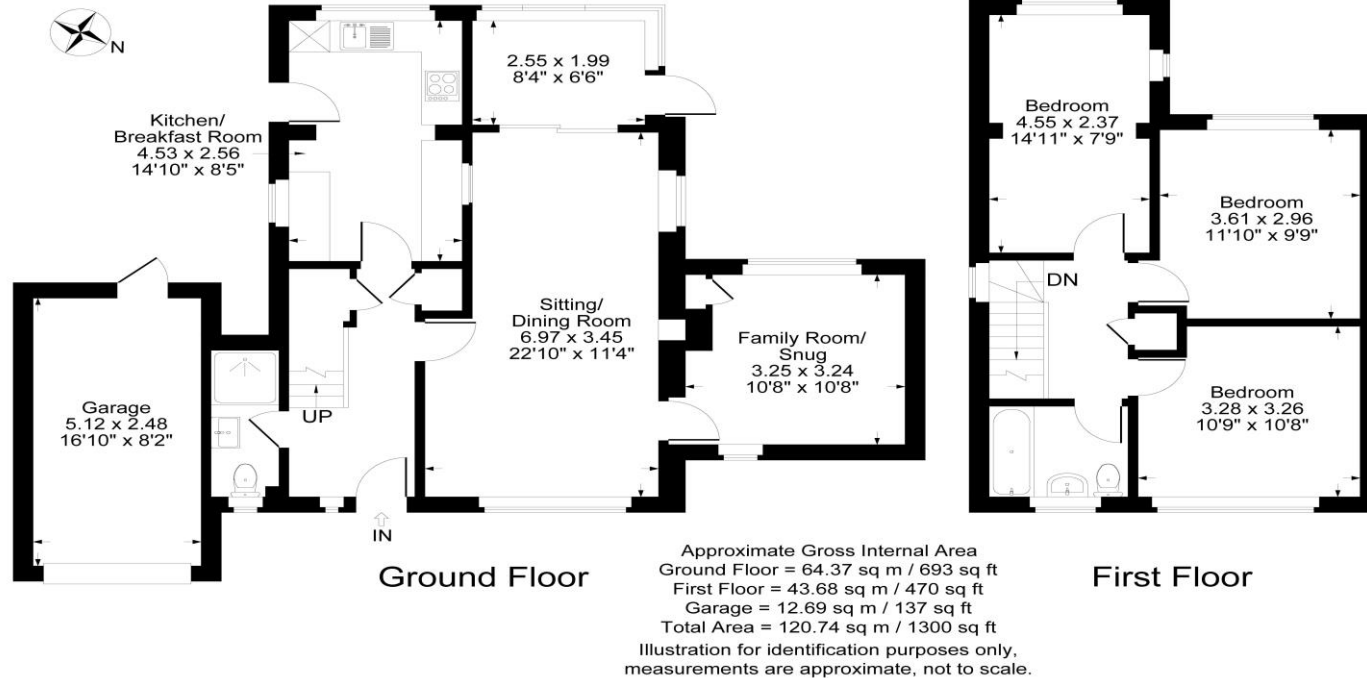 N
2.55 x 1.99
8'4" x 6'6"
Kitchen/
Breakfast Room
4.53 x 2.56
14'10" x 8'5"
Sitting/
Dining Room
6.97 x 3.45
22'10" x 11'4"
Family Room/
Snug
3.25 x 3.24
10'8" x 10'8"
Garage
5.12 x 2.48
16'10" x 8'2"
UP
IN
Ground Floor
Bedroom
4.55 x 2.37
14'11" x 7'9"
Bedroom
3.61 x 2.96
11'10" x 9'9"
DN
Bedroom
3.28 x 3.26
10'9" x 10'8"
First Floor
Approximate Gross Internal Area
Ground Floor = 64.37 sq m / 693 sq ft
First Floor = 43.68 sq m / 470 sq ft
Garage = 12.69 sq m / 137 sq ft
Total Area = 120.74 sq m / 1300 sq ft
Illustration for identification purposes only,
measurements are approximate, not to scale.